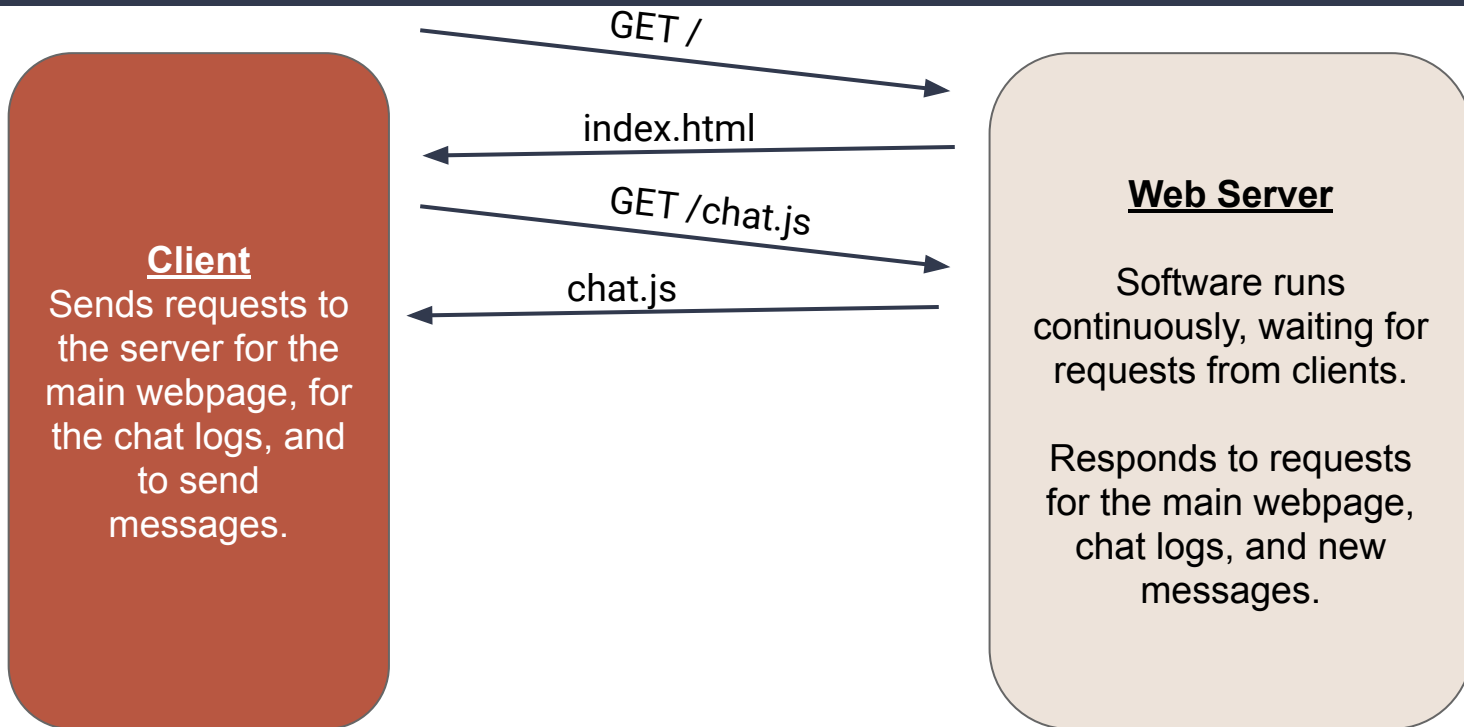 GET /
index.html
GET /chat.js
chat.js
Client
Sends requests to
the server for the
main webpage, for
the chat logs, and
to send
messages.
Web Server
Software runs
continuously, waiting for
requests from clients.
Responds to requests
for the main webpage,
chat logs, and new
messages.